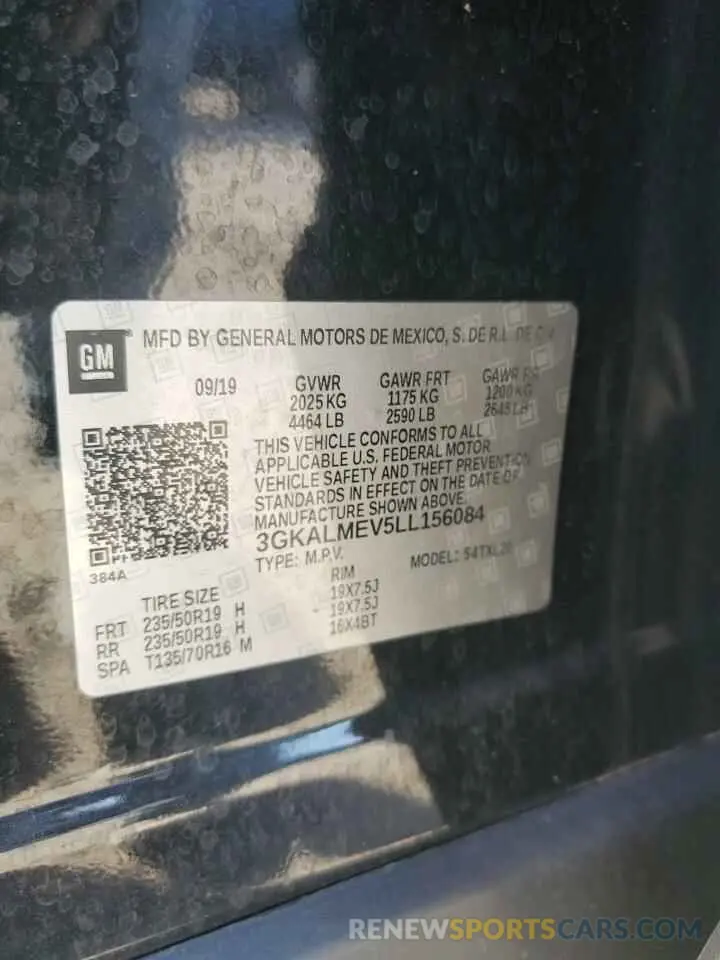 MFD BY GENERAL MOTORS DE MEXICO, S. DE R.L. DE C.V.
GM
09/19 GVWR GAWR FRT GAWR RR
2025 KG 1175 KG 1200 KG
4464 LB 2590 LB 2645 LB
THIS VEHICLE CONFORMS TO ALL
APPLICABLE U.S. FEDERAL MOTOR
VEHICLE SAFETY AND THEFT PREVENTION
STANDARDS IN EFFECT ON THE DATE OF
MANUFACTURE SHOWN ABOVE.
3GKALMEV5LL156084
TYPE: M.P.V. MODEL:
384A
TIRE SIZE RIM
FRT 235/50R19 H 19X7.5J
RR 235/50R19 H 19X7.5J
SPA T135/70R16 M 16X4BT
RENEWSPORTSCARS.COM